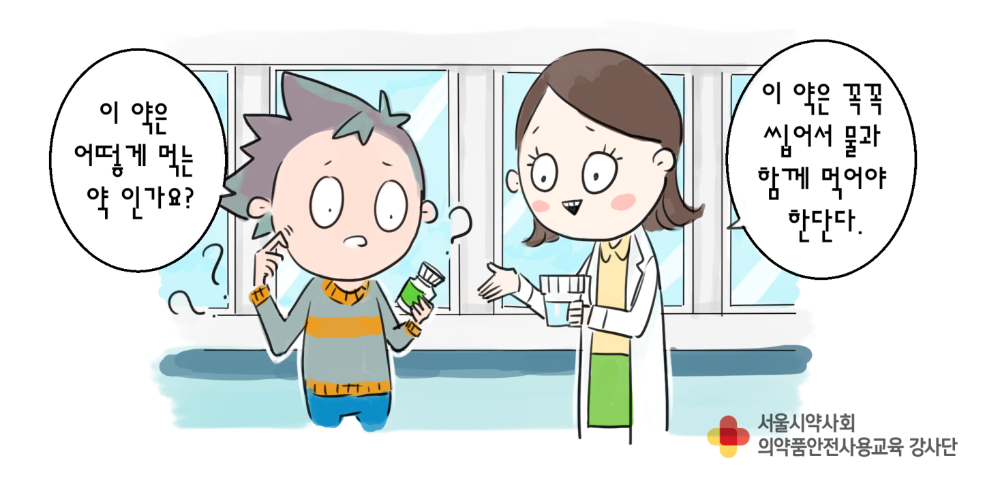 이 약은
어떻게 먹는
약 인가요?
이 약은 꼭꼭
씹어서 물과
함께 먹어야
한단다.
서울시약사회
의약품안전사용교육 강사단